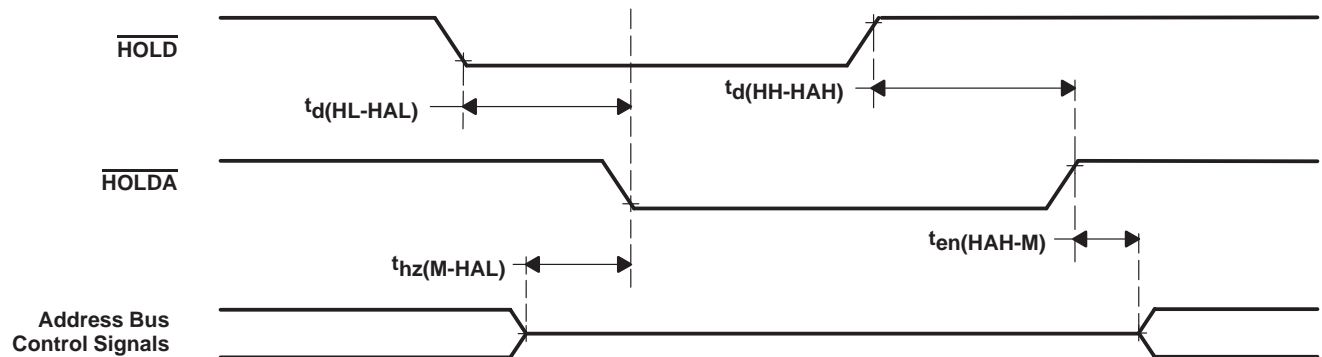 HOLD
td(HL-HAL)
td(HH-HAH)
HOLDA
ten(HAH-M)
thz(M-HAL)
Address Bus
Control Signals